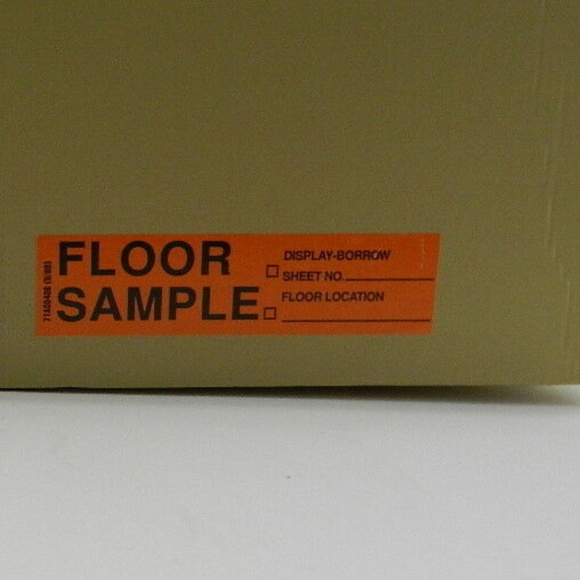 FLOOR
SAMPLE
DISPLAY-BORROW
SHEET NO.
FLOOR LOCATION